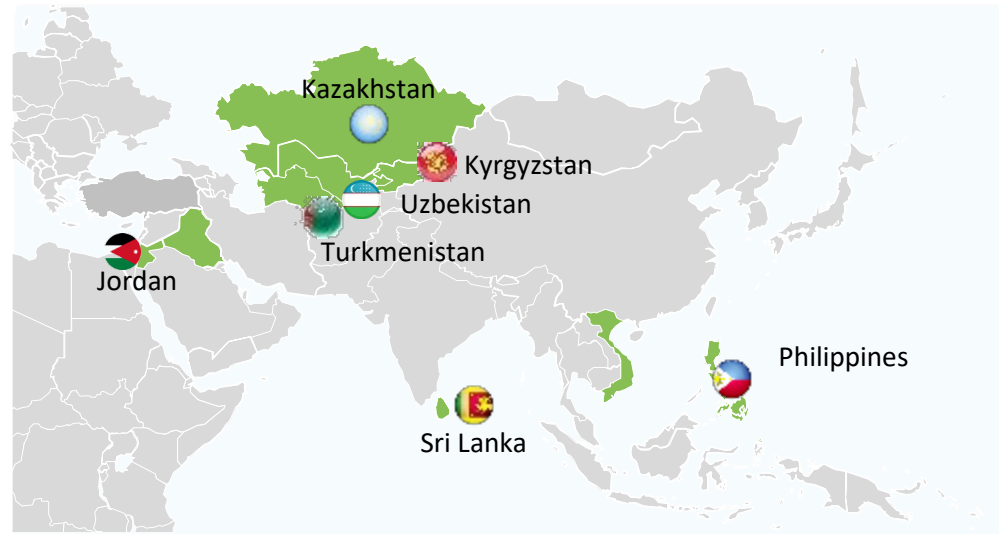 Kazakhstan
Kyrgyzstan
Uzbekistan
Turkmenistan
Jordan
Philippines
Sri Lanka